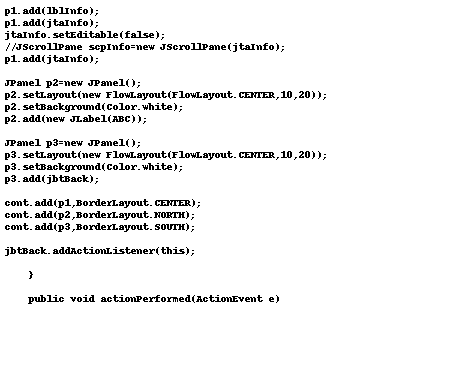 p1.add(lblInfo);
p1.add(jtaInfo);
jtaInfo.setEditable(false);
//JScrollPane scpInfo=new JScrollPane(jtaInfo);
p1.add(jtaInfo);

JPanel p2=new JPanel();
p2.setLayout(new FlowLayout(FlowLayout.CENTER,10,20));
p2.setBackground(Color.white);
p2.add(new JLabel(ABC));

JPanel p3=new JPanel();
p3.setLayout(new FlowLayout(FlowLayout.CENTER,10,20));
p3.setBackground(Color.white);
p3.add(jbtBack);

cont.add(p1,BorderLayout.CENTER);
cont.add(p2,BorderLayout.NORTH);
cont.add(p3,BorderLayout.SOUTH);

jbtBack.addActionListener(this);

    }

    public void actionPerformed(ActionEvent e)